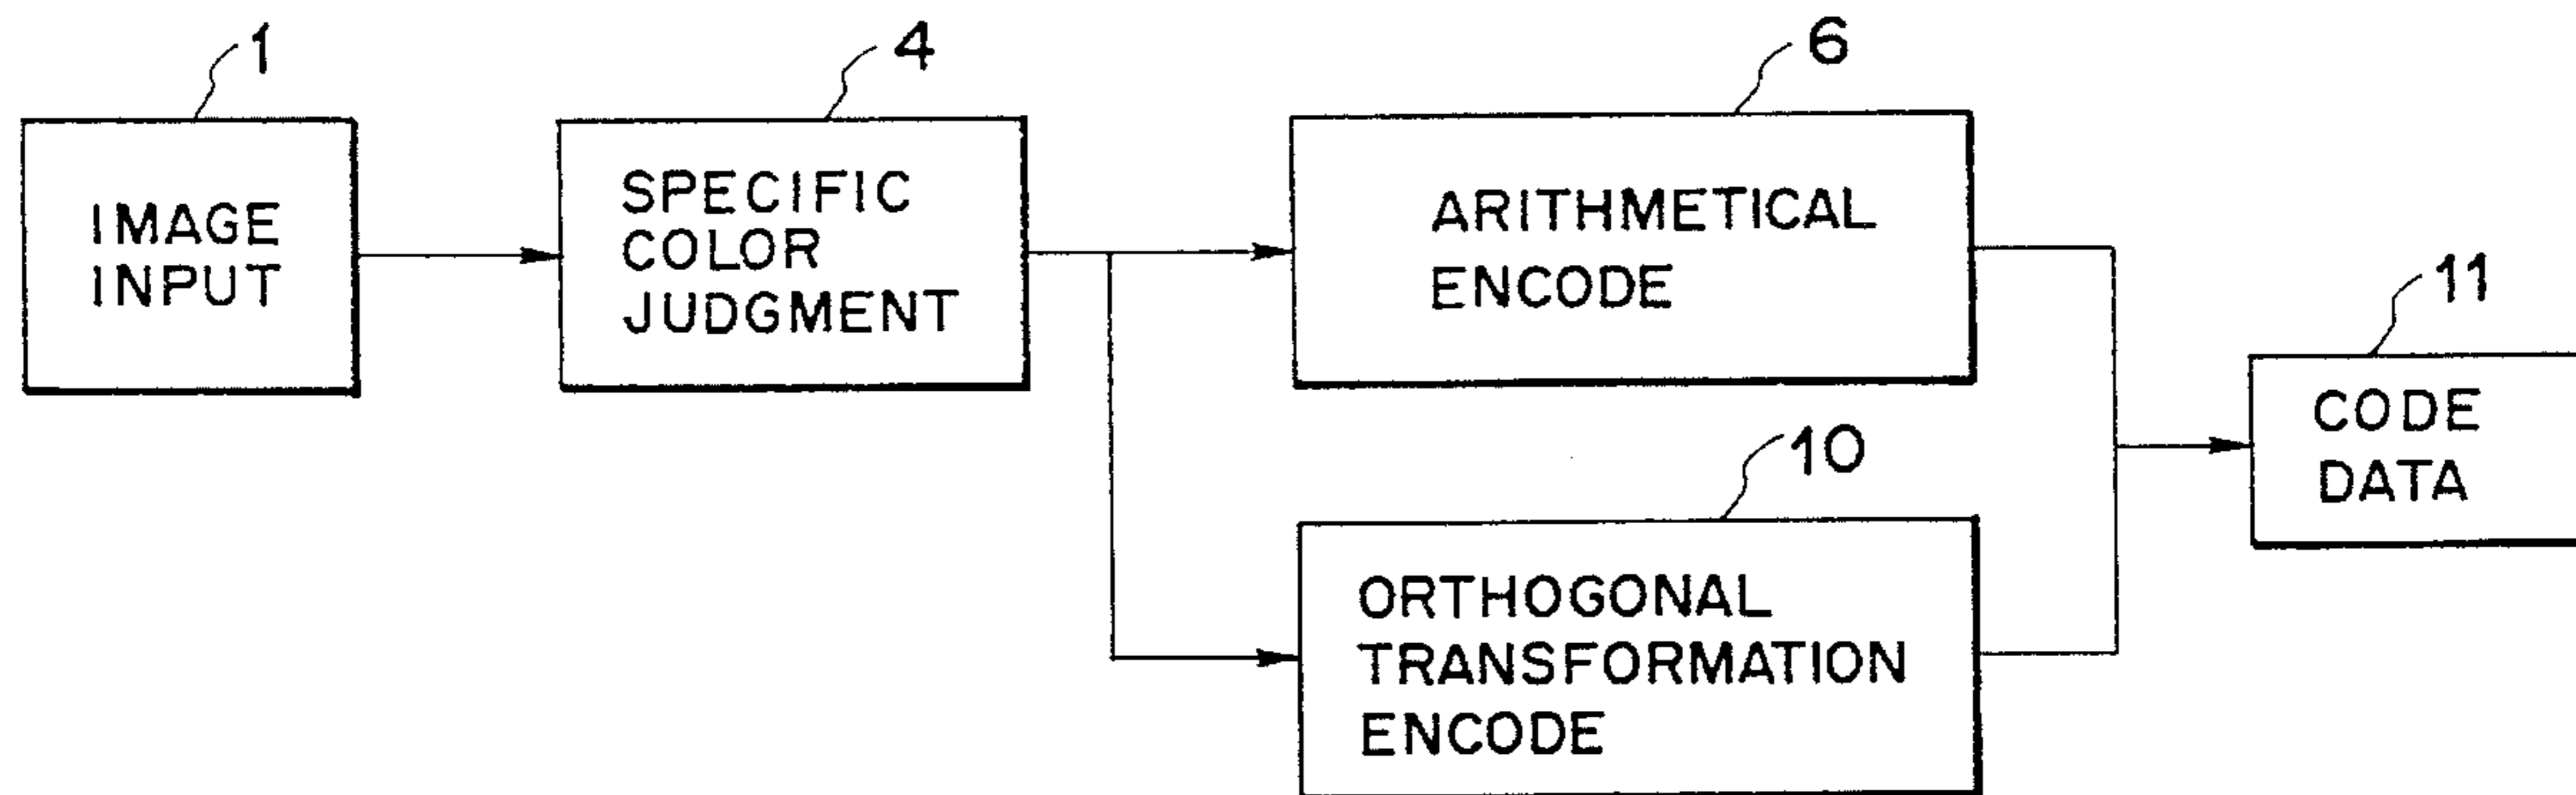 1
IMAGE
INPUT
4
SPECIFIC
COLOR
JUDGMENT
6
ARITHMETICAL
ENCODE
10
ORTHOGONAL
TRANSFORMATION
ENCODE
11
CODE
DATA